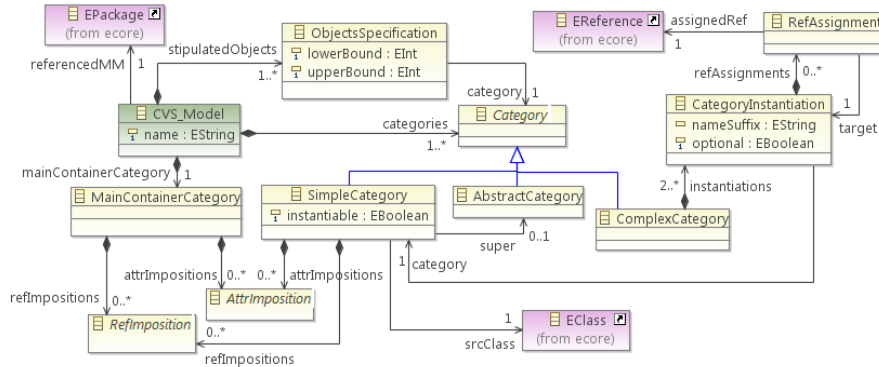 EPackage
(from ecore)
referencedMM
1
stipulatedObjects
1..*
ObjectsSpecification
lowerBound : EInt
upperBound : EInt
category
1
EReference
(from ecore)
assignedRef
1
RefAssignment
refAssignments
0..*
CVS_Model
name : EString
categories
1..*
Category
CategoryInstantiation
nameSuffix : EString
optional : EBoolean
1
target
mainContainerCategory
1
MainContainerCategory
SimpleCategory
instantiable : EBoolean
AbstractCategory
2..*
instantiations
ComplexCategory
super
0..1
attrImpositions
0..*
0..*
attrImpositions
1
category
refImpositions
0..*
AttrImposition
RefImposition
0..*
refImpositions
1
srcClass
EClass
(from ecore)